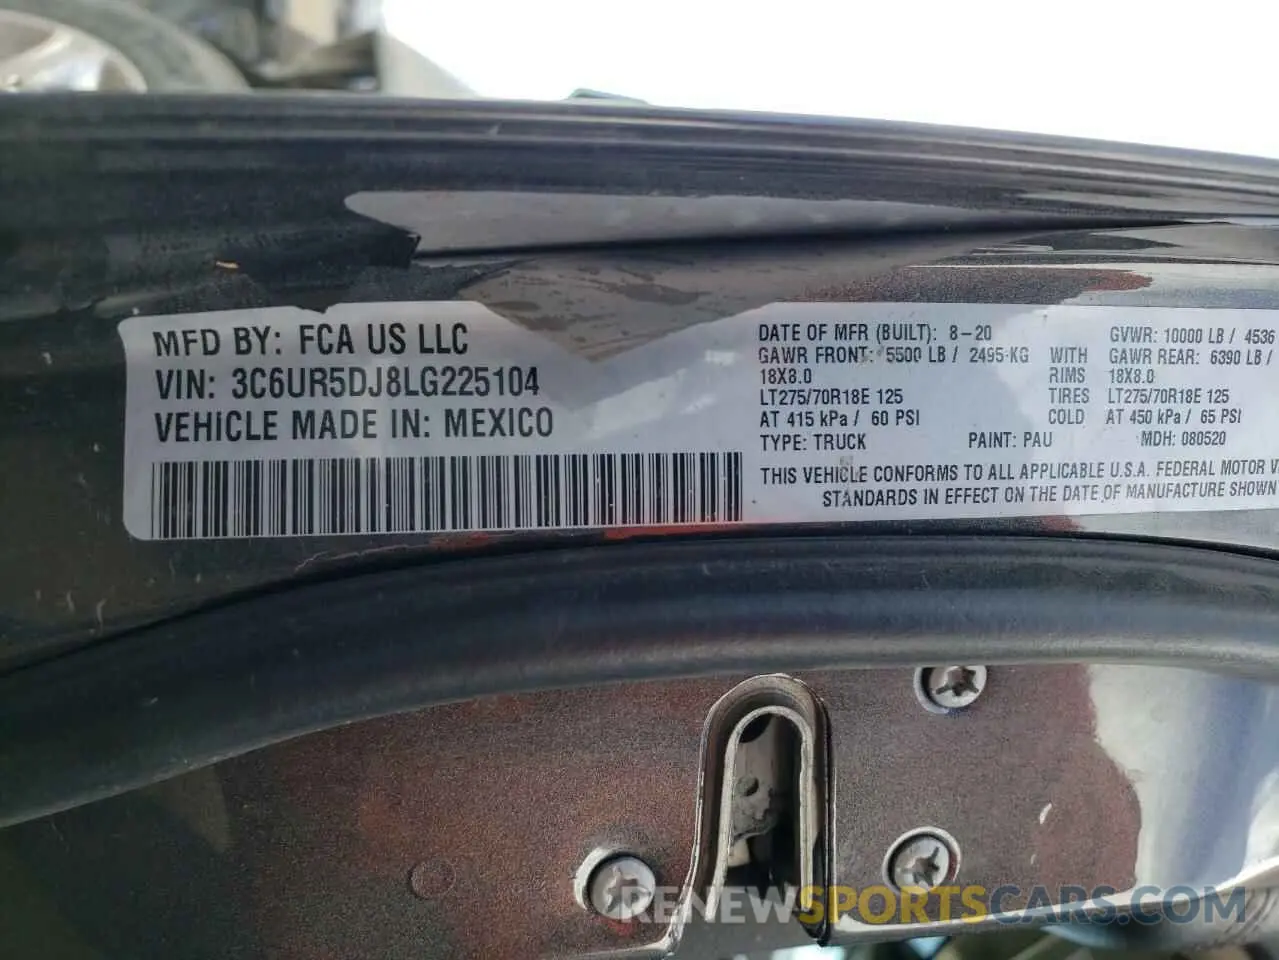 MFD BY: FCA US LLC
VIN: 3C6UR5DJ8LG225104
VEHICLE MADE IN: MEXICO
DATE OF MFR (BUILT): 8-20 GVWR: 10000 LB / 4536
GAWR FRONT: 5500 LB / 2495 KG WITH GAWR REAR: 6390 LB /
18X8.0 RIMS 18X8.0
LT275/70R18E 125 TIRES LT275/70R18E 125
AT 415 kPa / 60 PSI COLD AT 450 kPa / 65 PSI
TYPE: TRUCK PAINT: PAU MDH: 080520
THIS VEHICLE CONFORMS TO ALL APPLICABLE U.S.A. FEDERAL MOTOR
STANDARDS IN EFFECT ON THE DATE OF MANUFACTURE SHOWN
RENEWSPORTSCARS.COM